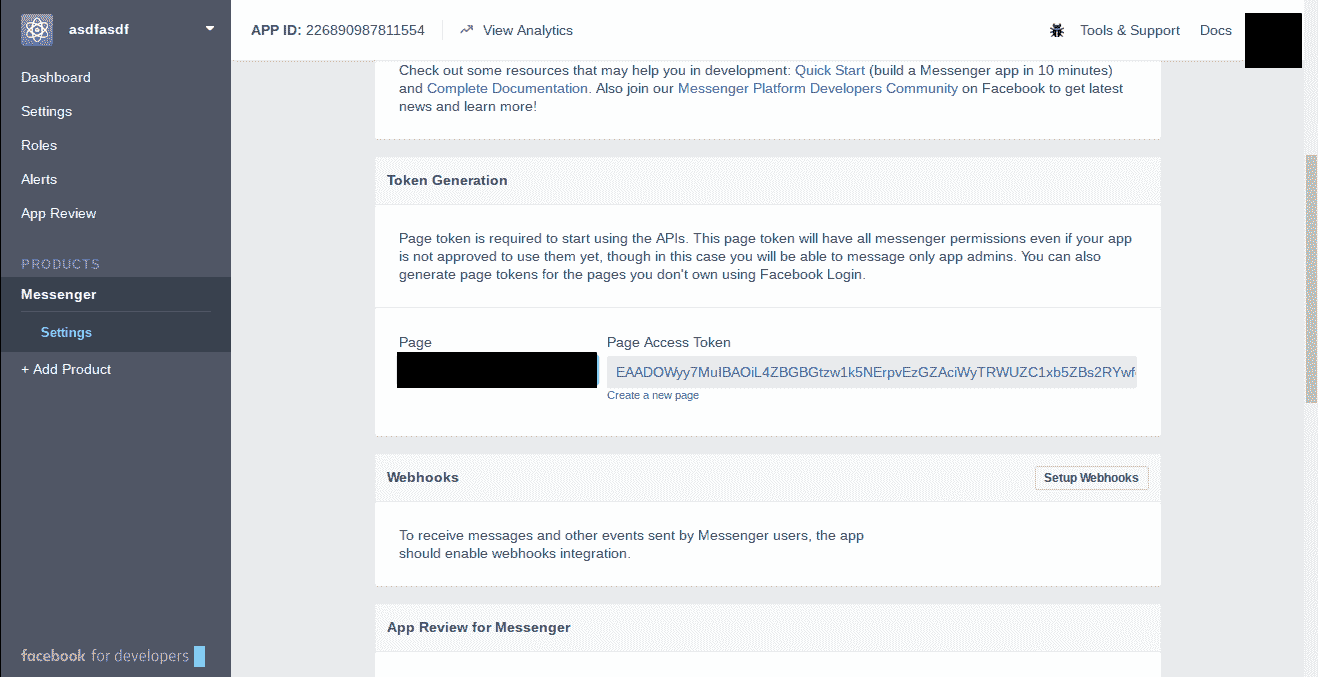 asdfasdf
APP ID: 226890987811554
View Analytics
Tools & Support
Docs
Dashboard
Settings
Roles
Alerts
App Review
PRODUCTS
Messenger
Settings
+ Add Product
facebook for developers
Check out some resources that may help you in development: Quick Start (build a Messenger app in 10 minutes)
and Complete Documentation. Also join our Messenger Platform Developers Community on Facebook to get latest
news and learn more!
Token Generation
Page token is required to start using the APIs. This page token will have all messenger permissions even if your app
is not approved to use them yet, though in this case you will be able to message only app admins. You can also
generate page tokens for the pages you don't own using Facebook Login.
Page
Page Access Token
EAADOWyy7MuIBAOiL4ZBGBGtzw1k5NErpvEzGZAciWyTRWUZC1xb5ZBs2RYwf
Create a new page
Webhooks
Setup Webhooks
To receive messages and other events sent by Messenger users, the app
should enable webhooks integration.
App Review for Messenger